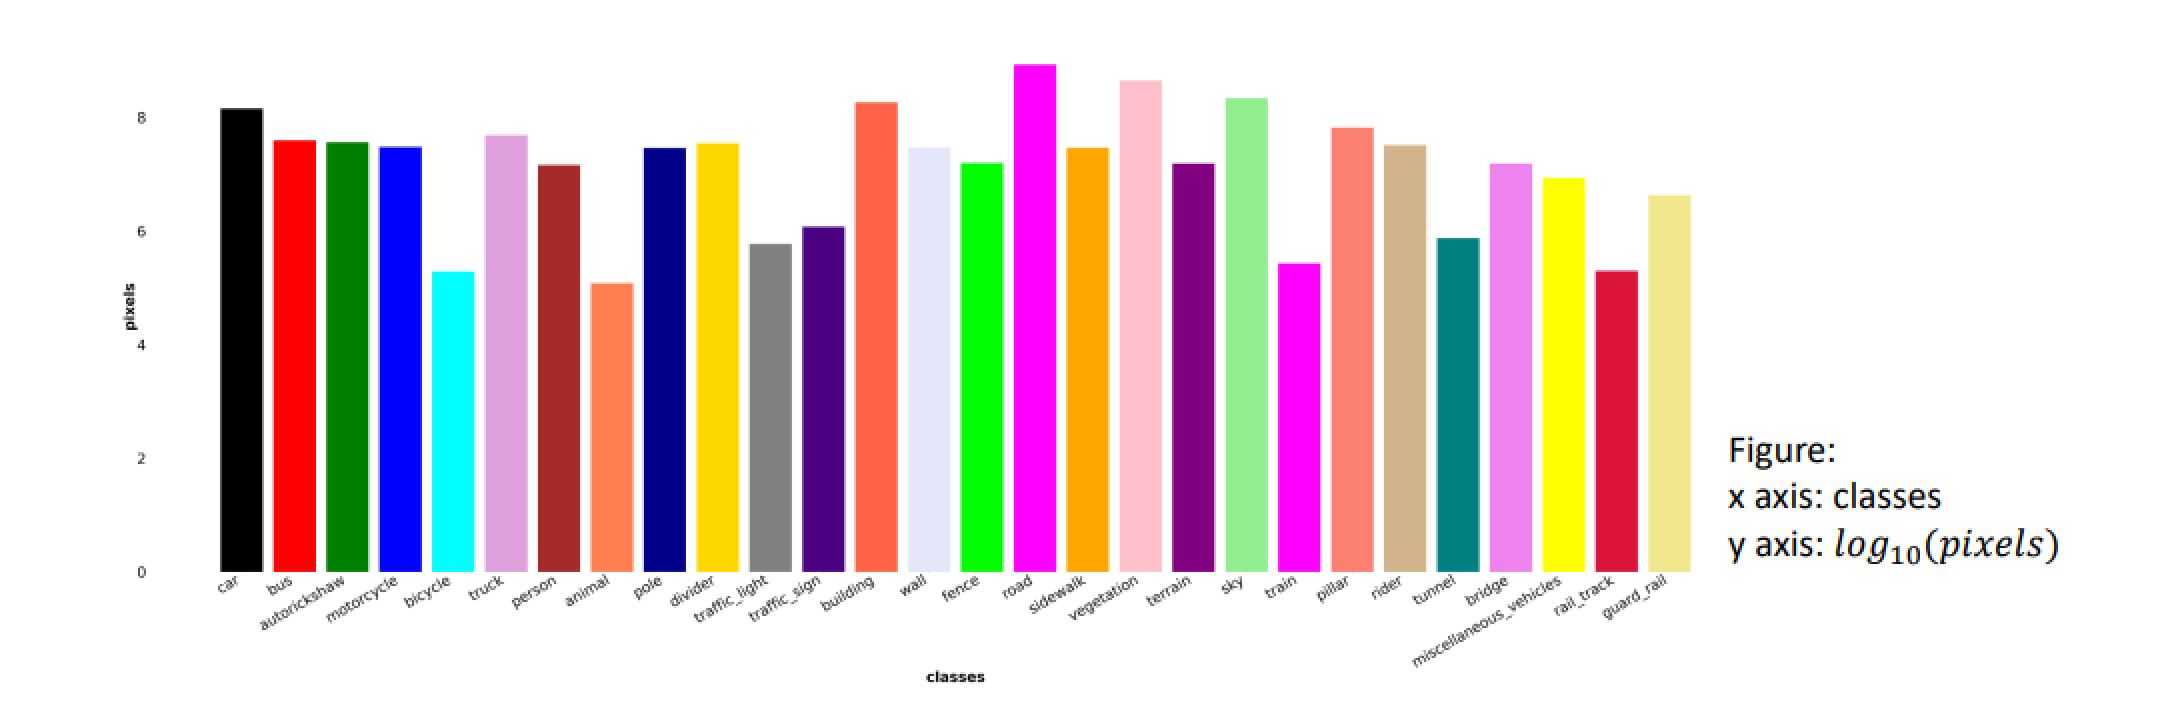 8
6
4
2
0
pixels
car
bus
autorickshaw
motorcycle
bicycle
truck
person
animal
pole
divider
traffic_light
traffic_sign
building
wall
fence
road
sidewalk
vegetation
terrain
sky
train
pillar
rider
tunnel
bridge
miscellaneous_vehicles
rail_track
guard_rail
classes
Figure:
x axis: classes
y axis: log₁₀(pixels)